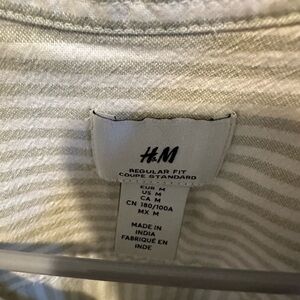 H&M
REGULAR FIT
COUPE STANDARD
EUR M
US M
CA M
CN 180/100A
MX M
MADE IN
INDIA
FABRIQUÉ EN
INDE